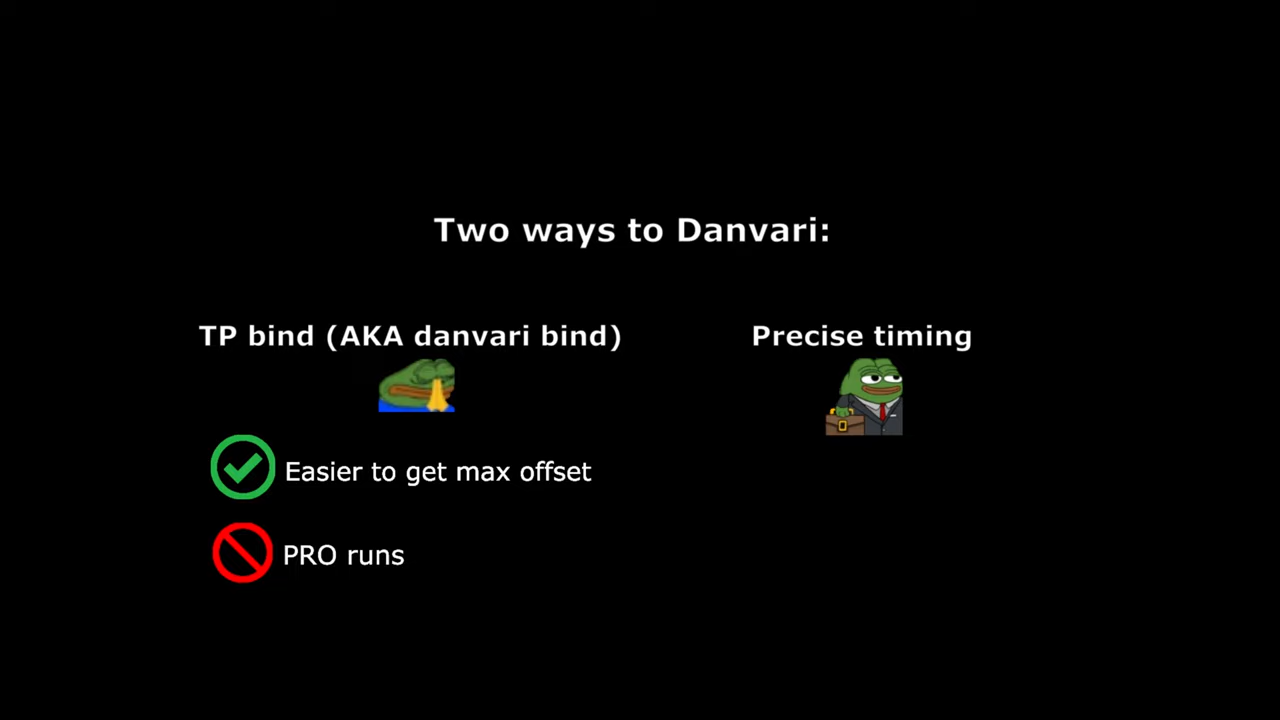 Two ways to Danvari:
TP bind (AKA danvari bind)
Precise timing
Easier to get max offset
PRO runs